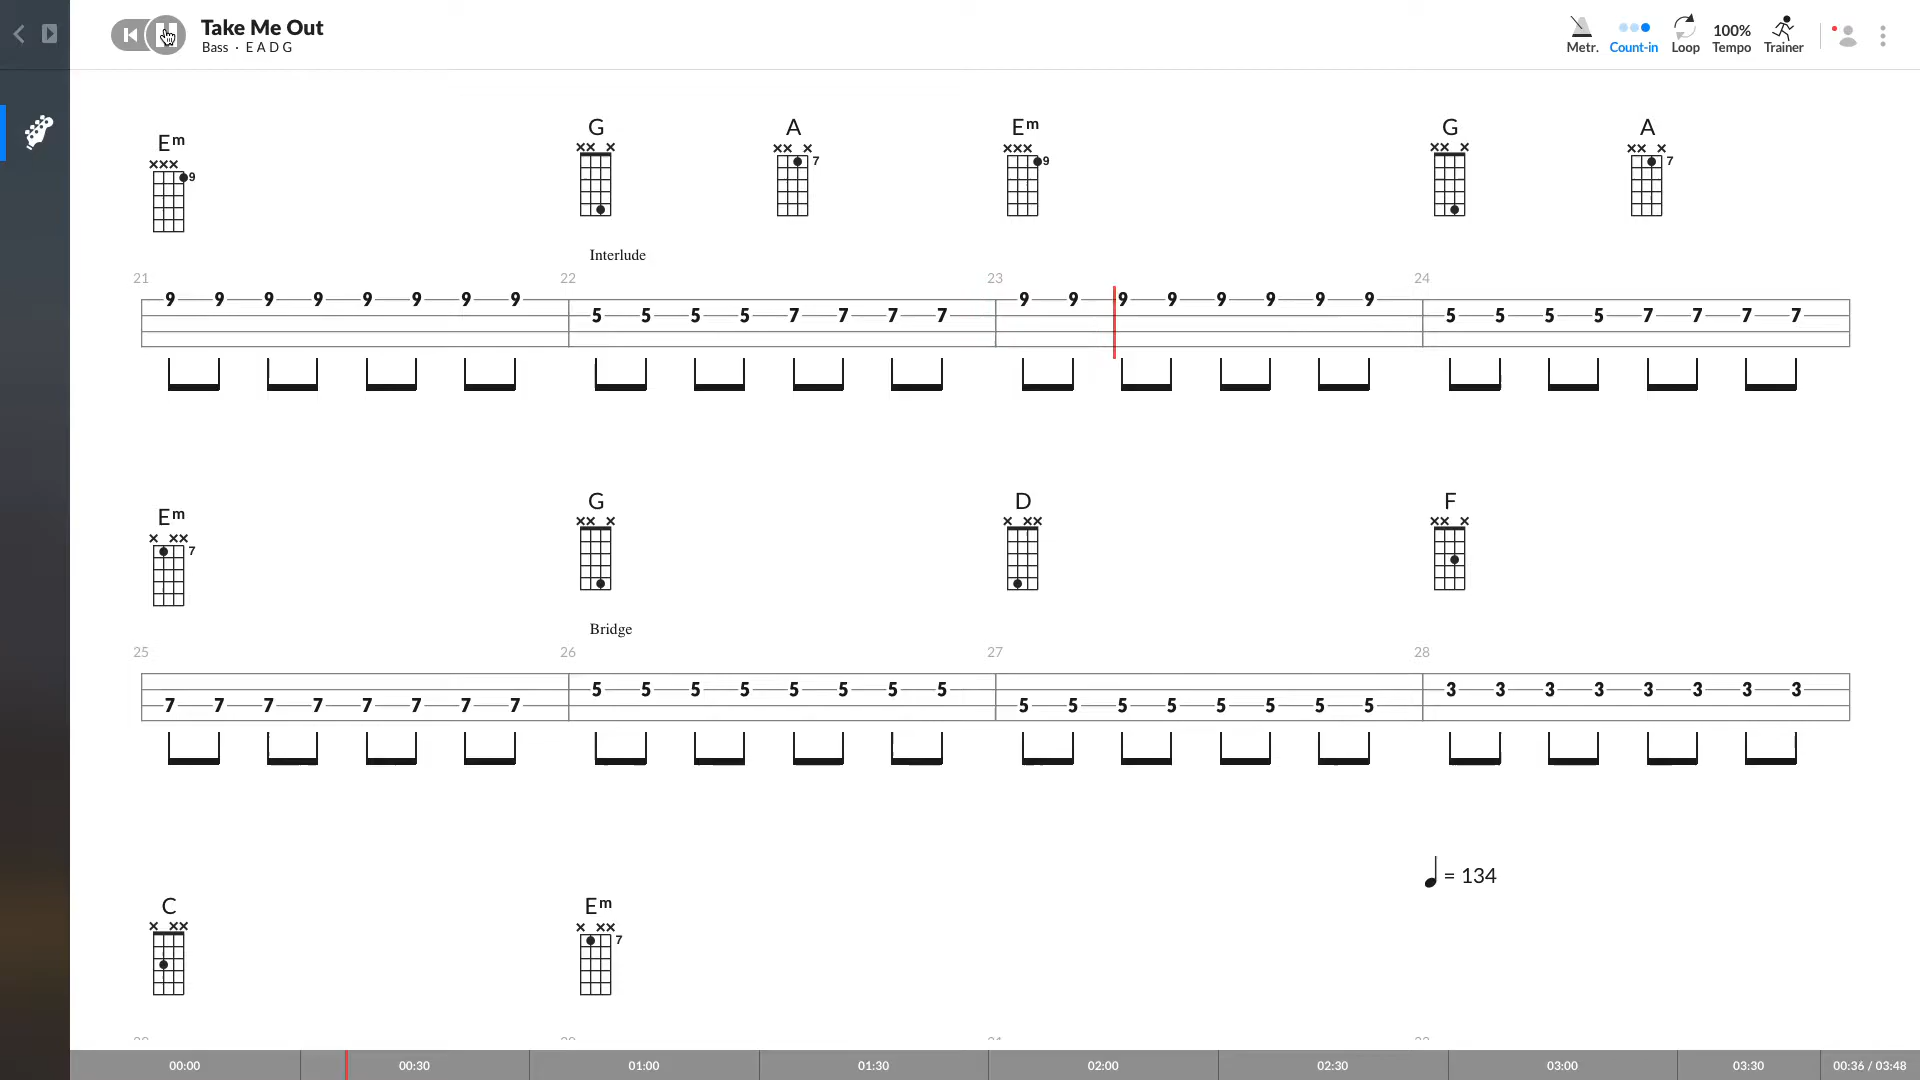 Take Me Out
Bass · E A D G
Metr. Count-in Loop 100% Tempo Trainer
Em G A Em G A
××× ×× × ×× × ××× ×× × ×× ×
9 7 9 7
Interlude
21 22 23 24
9 9 9 9 9 9 9 9 5 5 5 5 7 7 7 7 9 9 9 9 9 9 9 9 5 5 5 5 7 7 7 7
Em G D F
× ×× ×× × × ×× ×× ×
7
Bridge
25 26 27 28
7 7 7 7 7 7 7 7 5 5 5 5 5 5 5 5 5 5 5 5 5 5 5 5 3 3 3 3 3 3 3 3
= 134
C Em
× ×× × ××
7
00:00 00:30 01:00 01:30 02:00 02:30 03:00 03:30 00:36 / 03:48